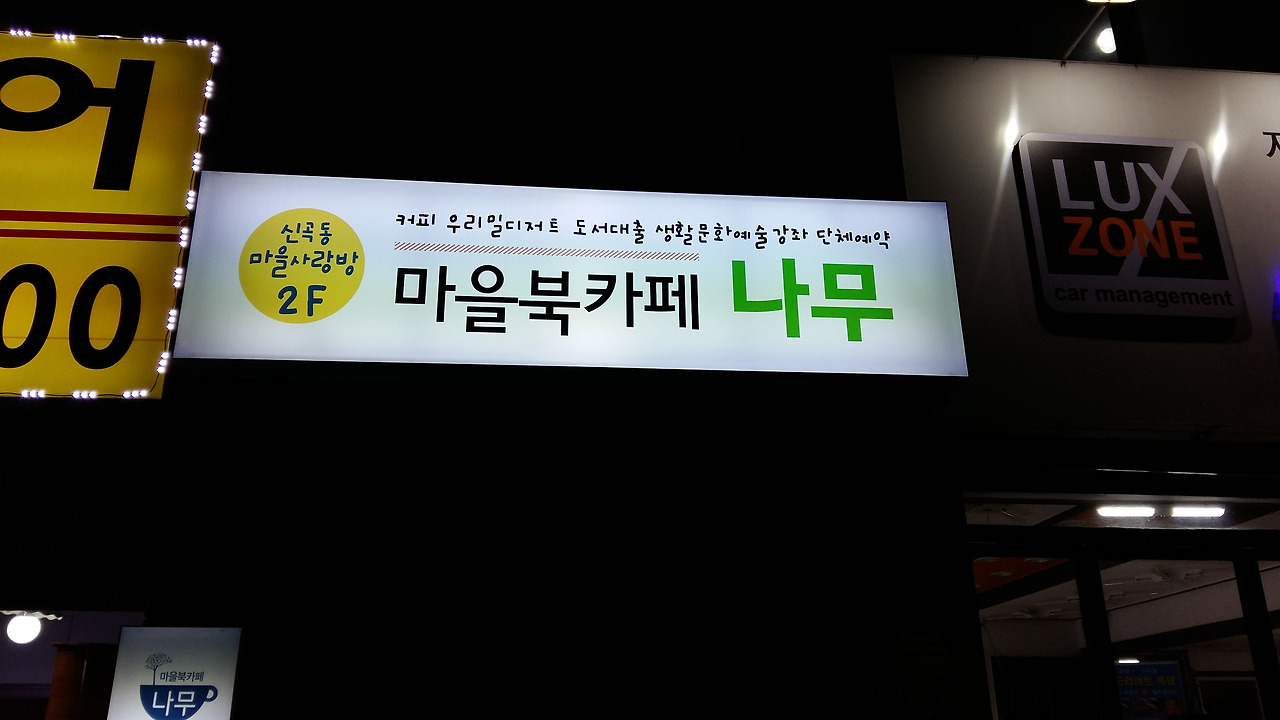 어
00
신곡동
마을사랑방
2F
커피 우리밀디저트 도서대출 생활문화예술강좌 단체예약
마을북카페 나무
LUX
ZONE
car management
마을북카페
나무